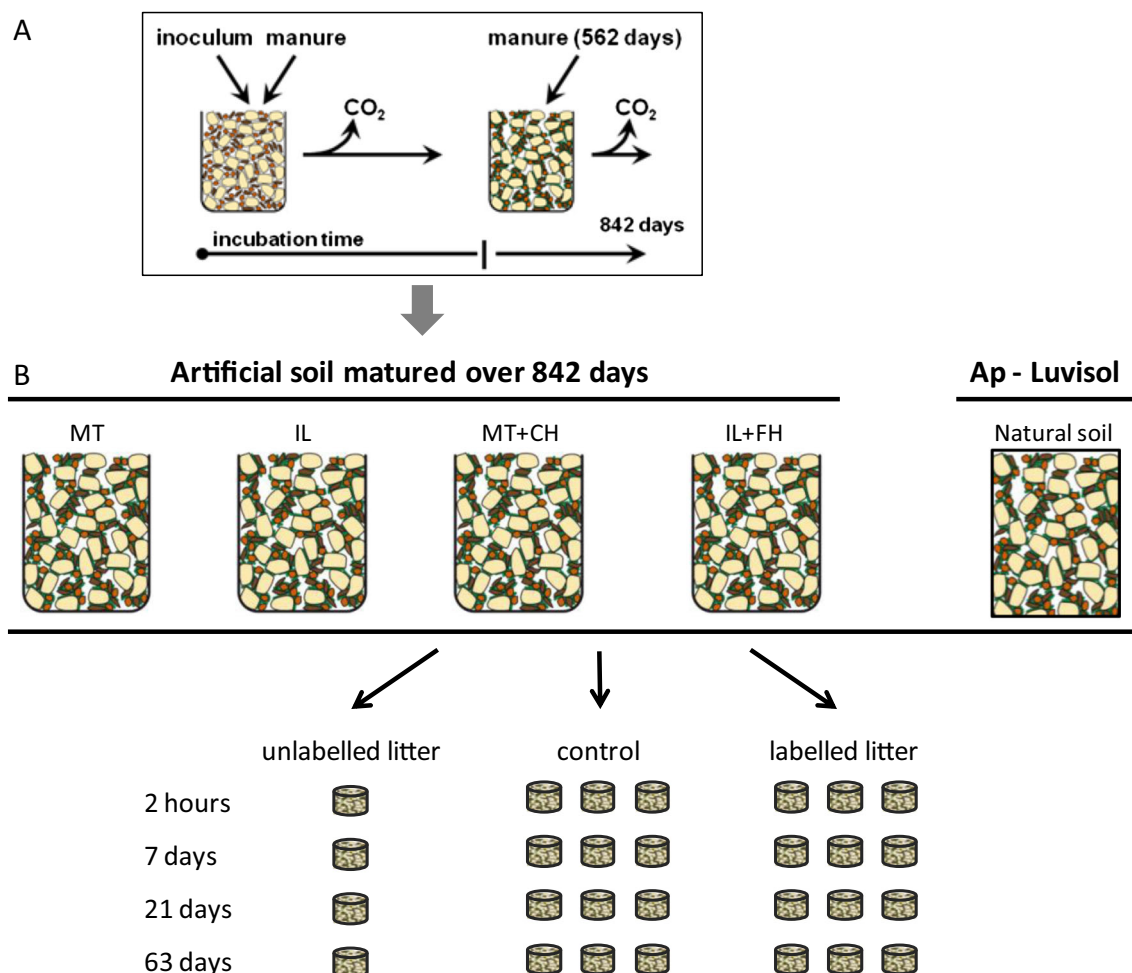 A
inoculum manure
manure (562 days)
CO₂
CO₂
842 days
incubation time
B
Artificial soil matured over 842 days
Ap - Luvisol
MT
IL
MT+CH
IL+FH
Natural soil
unlabelled litter
control
labelled litter
2 hours
7 days
21 days
63 days